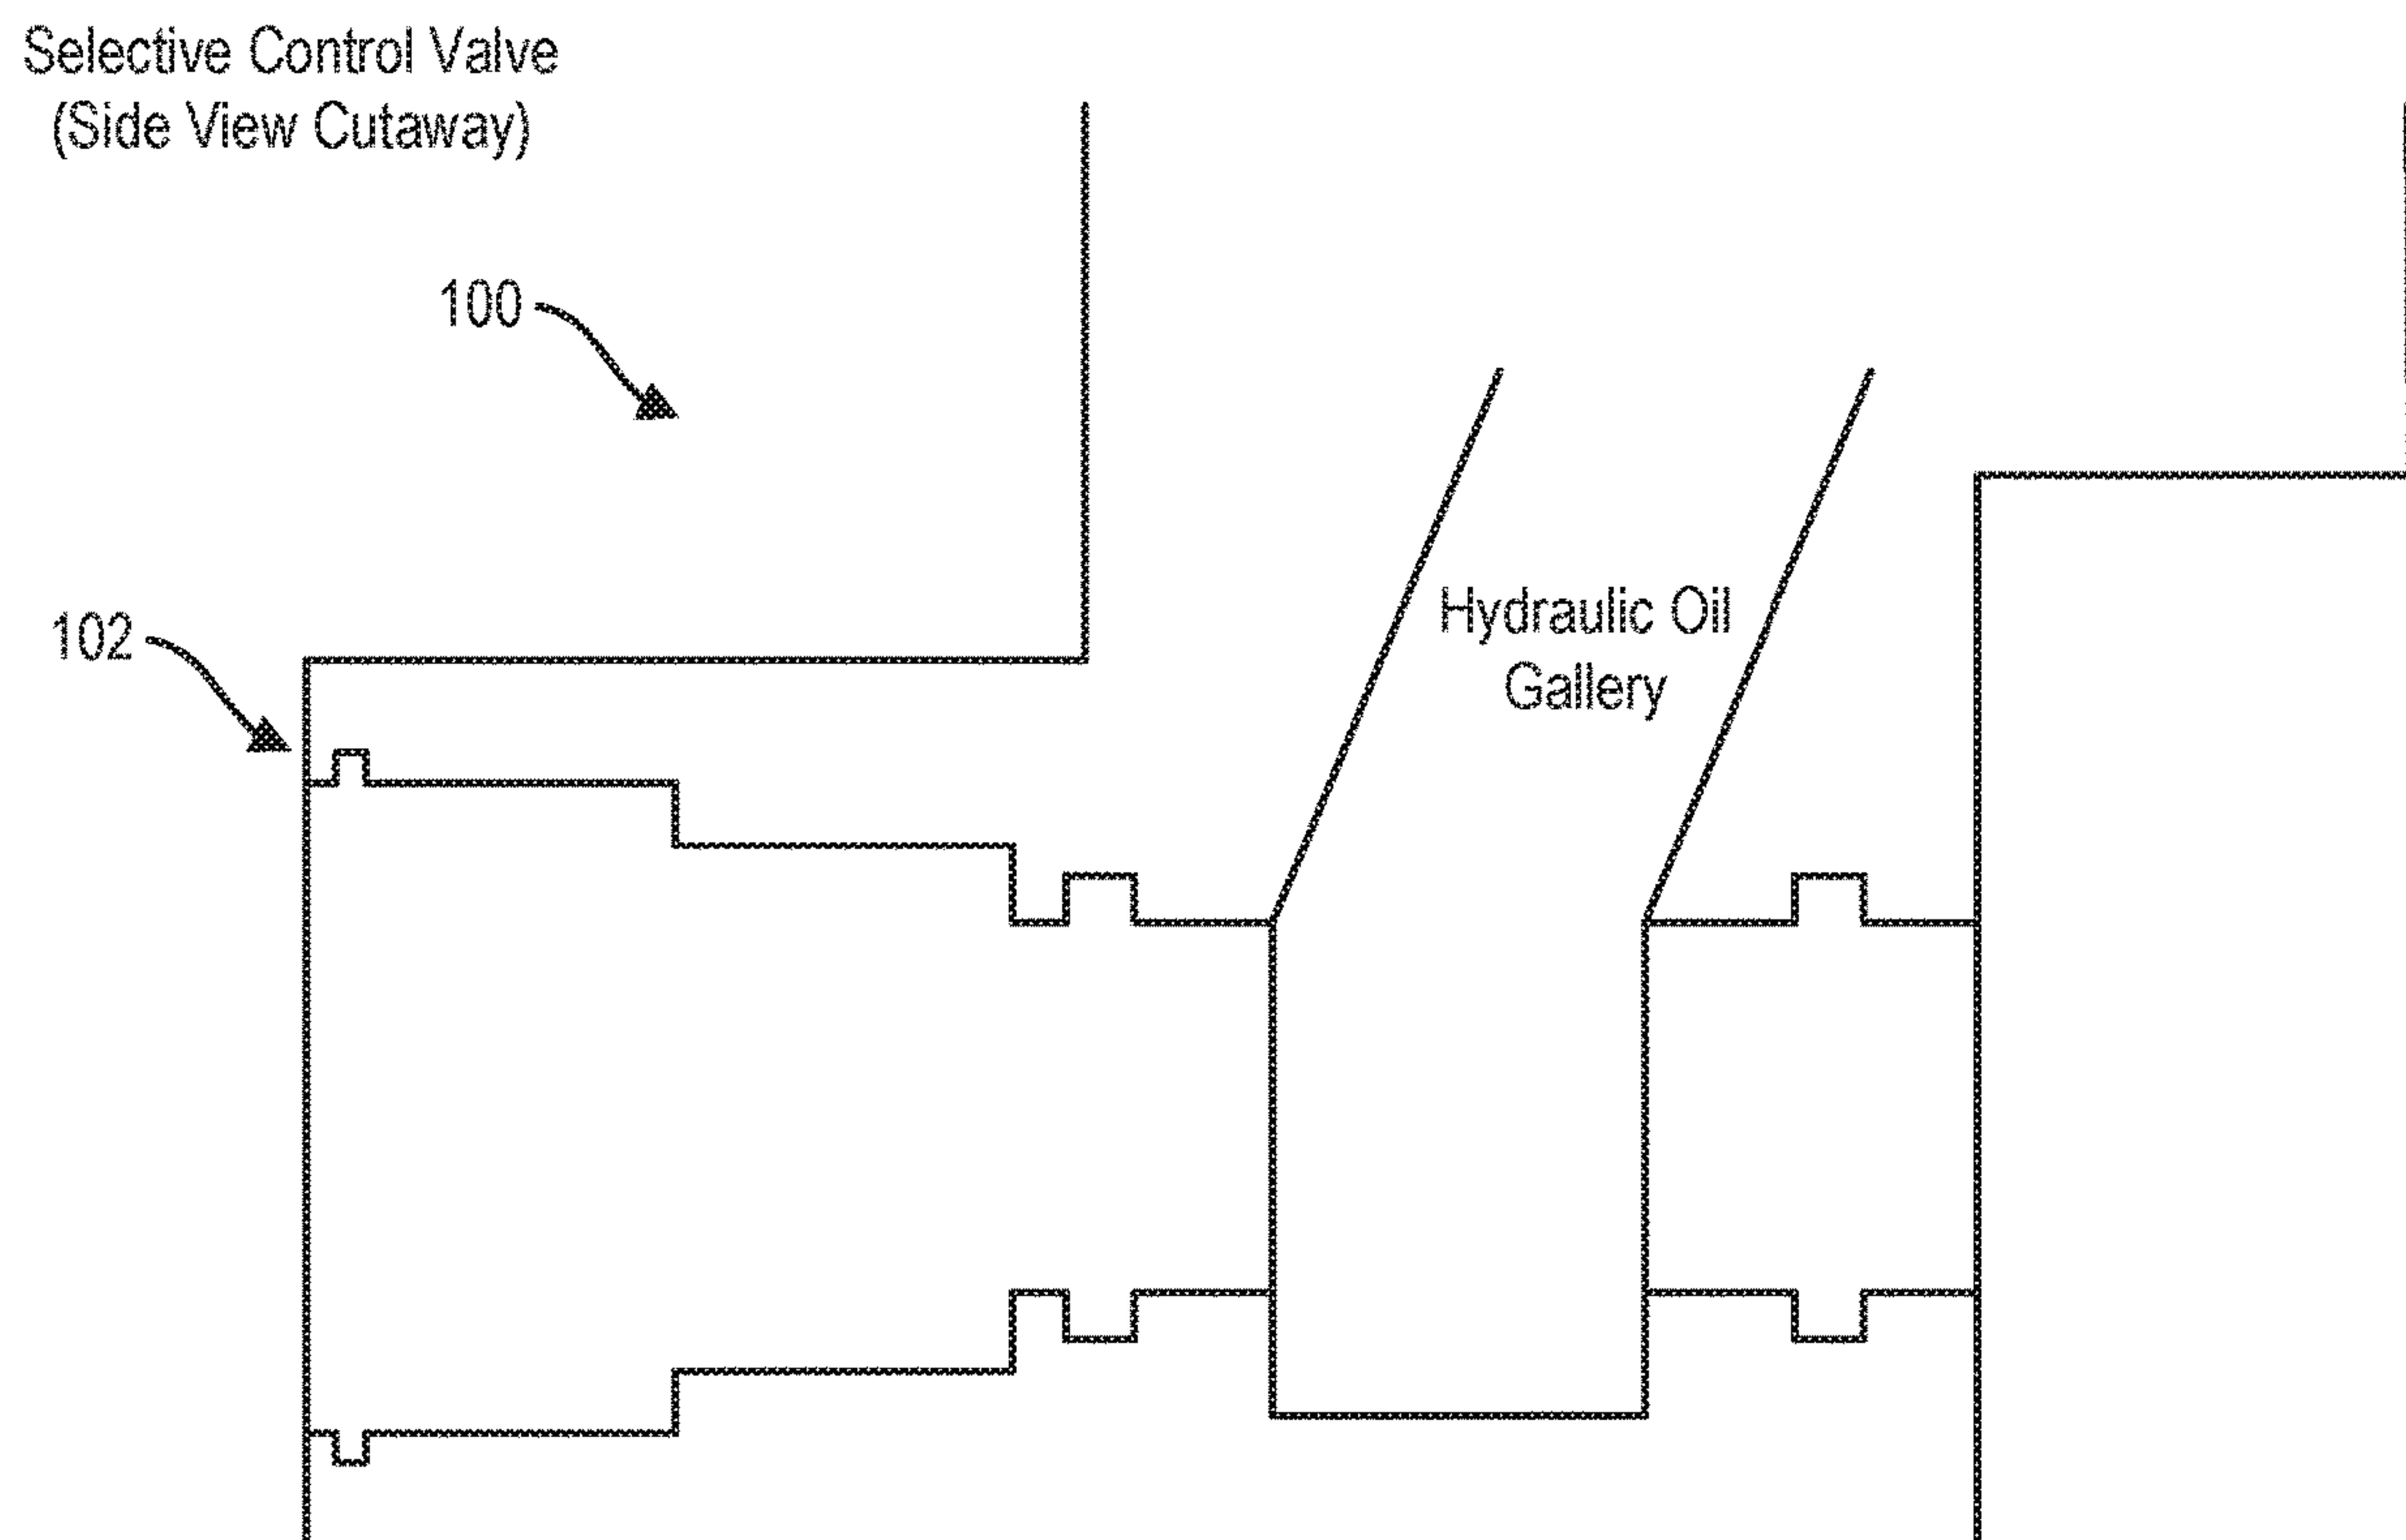 Selective Control Valve
(Side View Cutaway)
100
102
Hydraulic Oil
Gallery